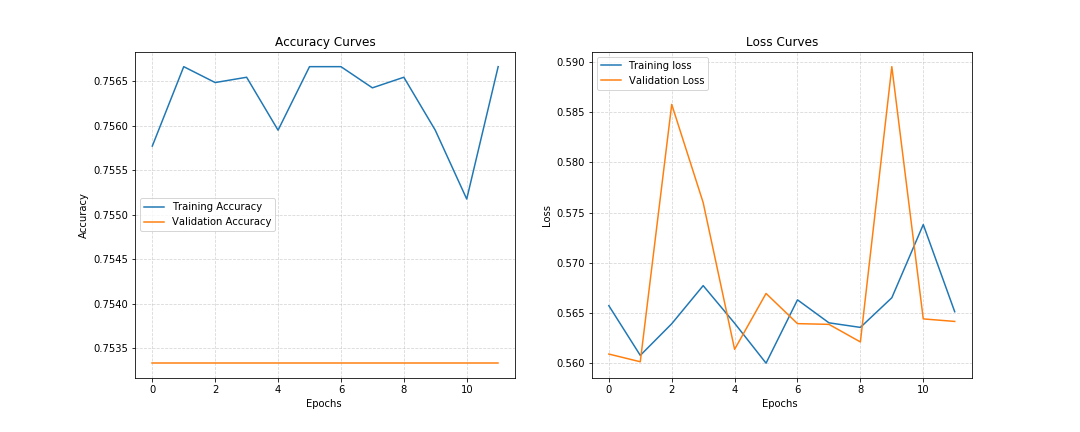 Accuracy Curves
0.7565
0.7560
0.7555
0.7550
0.7545
0.7540
0.7535
Accuracy
Training Accuracy
Validation Accuracy
0 2 4 6 8 10
Epochs
Loss Curves
0.590
0.585
0.580
0.575
0.570
0.565
0.560
Loss
Training loss
Validation Loss
0 2 4 6 8 10
Epochs